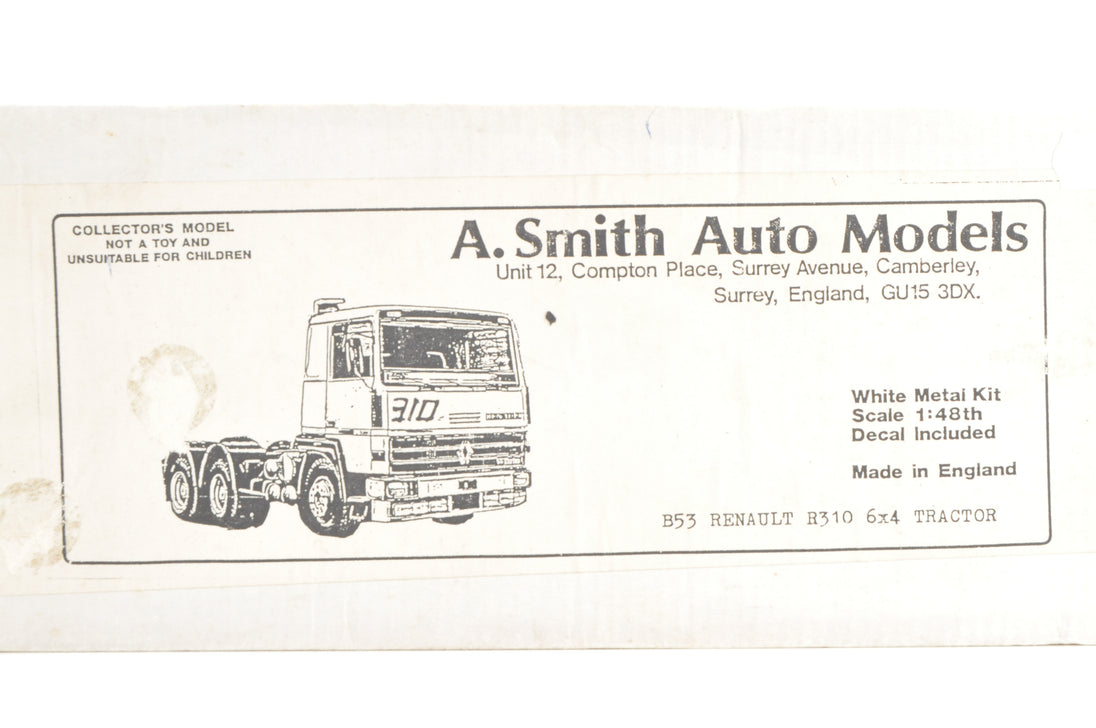 COLLECTOR'S MODEL
NOT A TOY AND
UNSUITABLE FOR CHILDREN
A. Smith Auto Models
Unit 12, Compton Place, Surrey Avenue, Camberley,
Surrey, England, GU15 3DX.
310
White Metal Kit
Scale 1:48th
Decal Included
Made in England
B53 RENAULT R310 6x4 TRACTOR